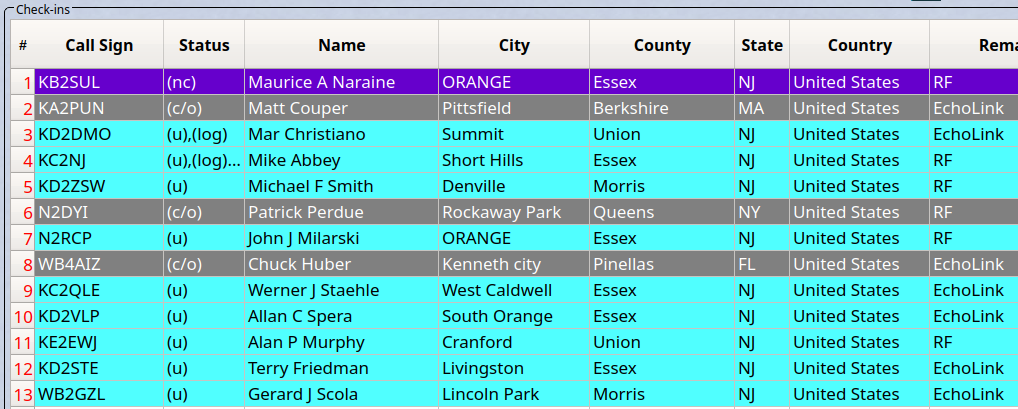 Check-ins
# Call Sign Status Name City County State Country Rema
1 KB2SUL (nc) Maurice A Naraine ORANGE Essex NJ United States RF
2 KA2PUN (c/o) Matt Couper Pittsfield Berkshire MA United States EchoLink
3 KD2DMO (u),(log) Mar Christiano Summit Union NJ United States EchoLink
4 KC2NJ (u),(log)... Mike Abbey Short Hills Essex NJ United States RF
5 KD2ZSW (u) Michael F Smith Denville Morris NJ United States RF
6 N2DYI (c/o) Patrick Perdue Rockaway Park Queens NY United States RF
7 N2RCP (u) John J Milarski ORANGE Essex NJ United States RF
8 WB4AIZ (c/o) Chuck Huber Kenneth city Pinellas FL United States EchoLink
9 KC2QLE (u) Werner J Staehle West Caldwell Essex NJ United States EchoLink
10 KD2VLP (u) Allan C Spera South Orange Essex NJ United States EchoLink
11 KE2EWJ (u) Alan P Murphy Cranford Union NJ United States RF
12 KD2STE (u) Terry Friedman Livingston Essex NJ United States EchoLink
13 WB2GZL (u) Gerard J Scola Lincoln Park Morris NJ United States EchoLink